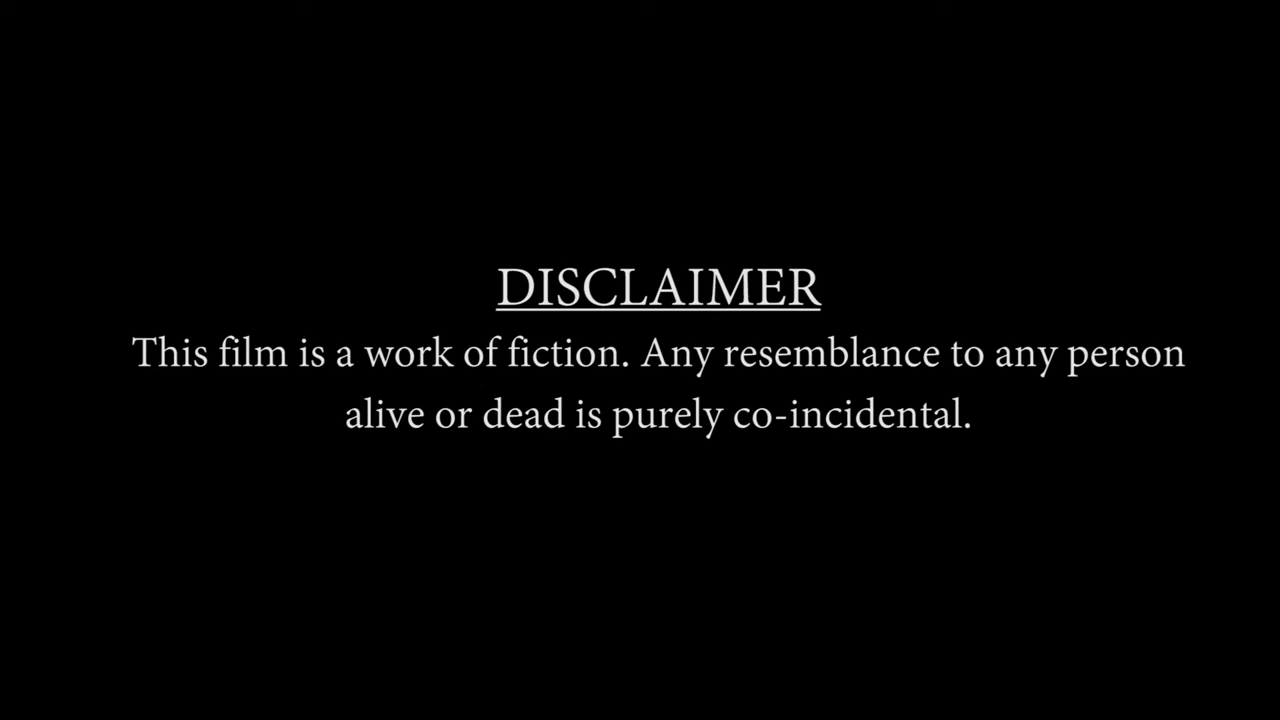 DISCLAIMER
This film is a work of fiction. Any resemblance to any person
alive or dead is purely co-incidental.